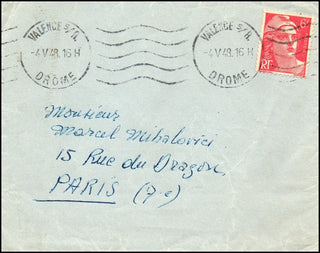 VALENCE S/R.
-4 V 48. 16 H
DROME
VALENCE S/R.
-4 V 48. 16 H
DROME
RF
Monsieur
Marcel Mihalovici
15 Rue du Dragon,
PARIS (7e)